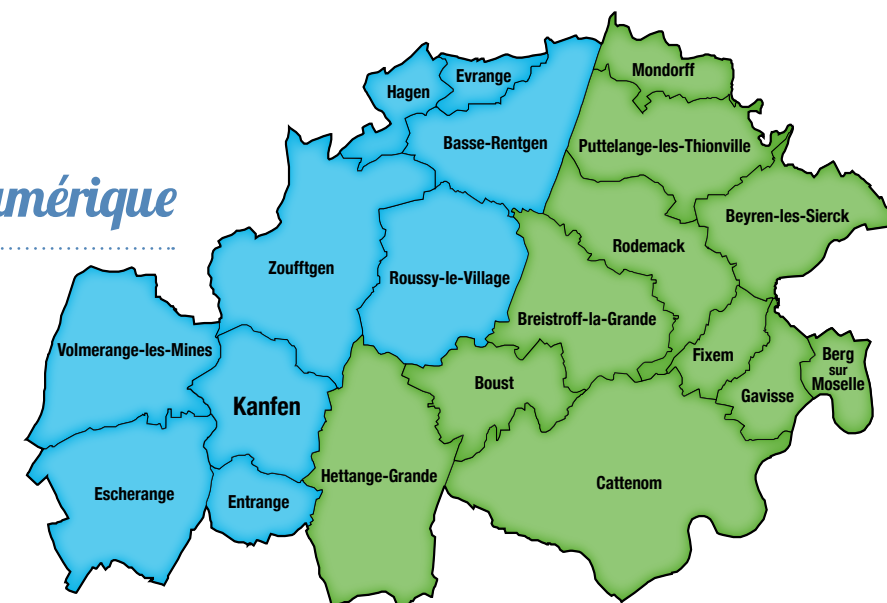 Mondorff
Evrange
Hagen
Basse-Rentgen
Puttelange-les-Thionville
umérique
Beyren-les-Sierck
Rodemack
Zoufftgen
Roussy-le-Village
Breistroff-la-Grande
Volmerange-les-Mines
Fixem
Berg
sur
Moselle
Boust
Gavisse
Kanfen
Hettange-Grande
Cattenom
Escherange
Entrange